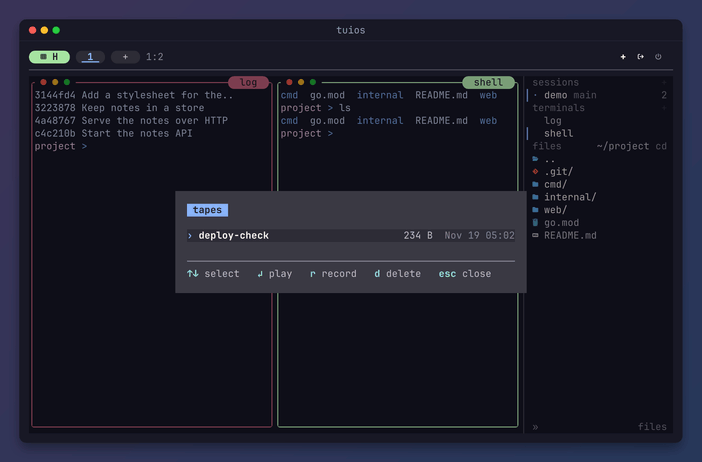 tuios
H 1 + 1:2
log
3144fd4 Add a stylesheet for the..
3223878 Keep notes in a store
4a48767 Serve the notes over HTTP
c4c210b Start the notes API
project >
shell
cmd go.mod internal README.md web
project > ls
cmd go.mod internal README.md web
project >
sessions
· demo main 2
terminals
log
shell
files ~/project cd
..
.git/
cmd/
internal/
web/
go.mod
README.md
» files
tapes
› deploy-check 234 B Nov 19 05:02
↑↓ select ↲ play r record d delete esc close